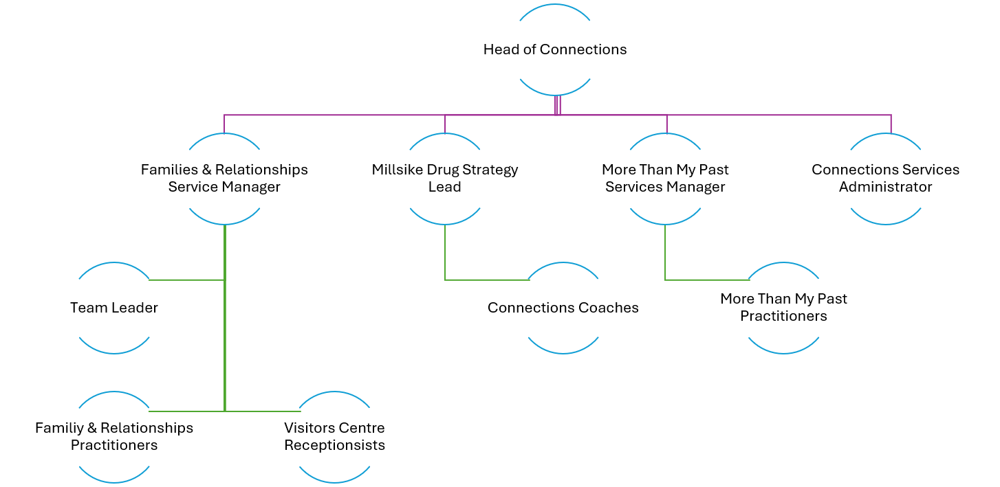 Head of Connections
Families & Relationships
Service Manager
Millsike Drug Strategy
Lead
More Than My Past
Services Manager
Connections Services
Administrator
Team Leader
Connections Coaches
More Than My Past
Practitioners
Familiy & Relationships
Practitioners
Visitors Centre
Receptionsists